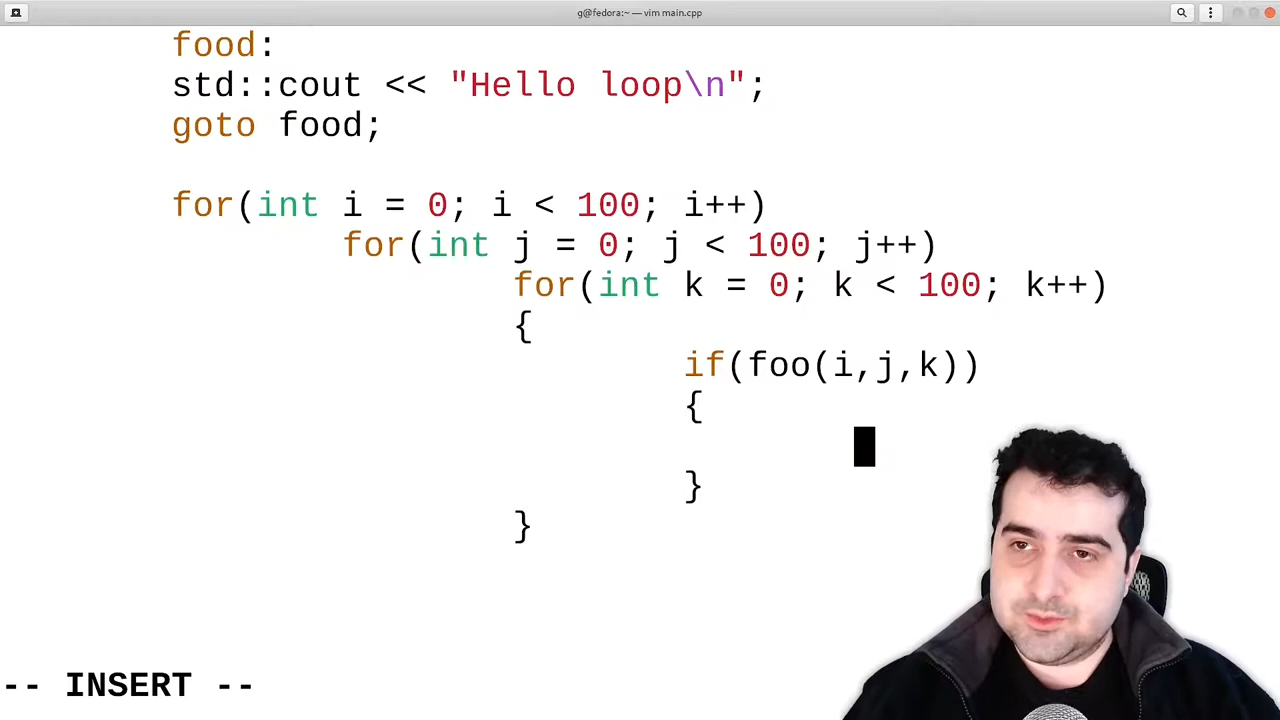 g@fedora:~ — vim main.cpp
food:
std::cout << "Hello loop\n";
goto food;
for(int i = 0; i < 100; i++)
for(int j = 0; j < 100; j++)
for(int k = 0; k < 100; k++)
{
if(foo(i,j,k))
{
}
}
-- INSERT --